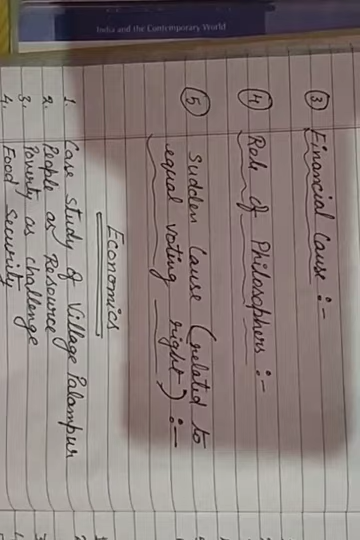 India and the Contemporary World
③ Financial Cause :-
④ Role of Philosophers :-
⑤ Sudden Cause (related to
equal voting right) :-
Economics
1. Case Study of Village Palampur
2. People as Resource
3. Poverty as challenge
4. Food Security